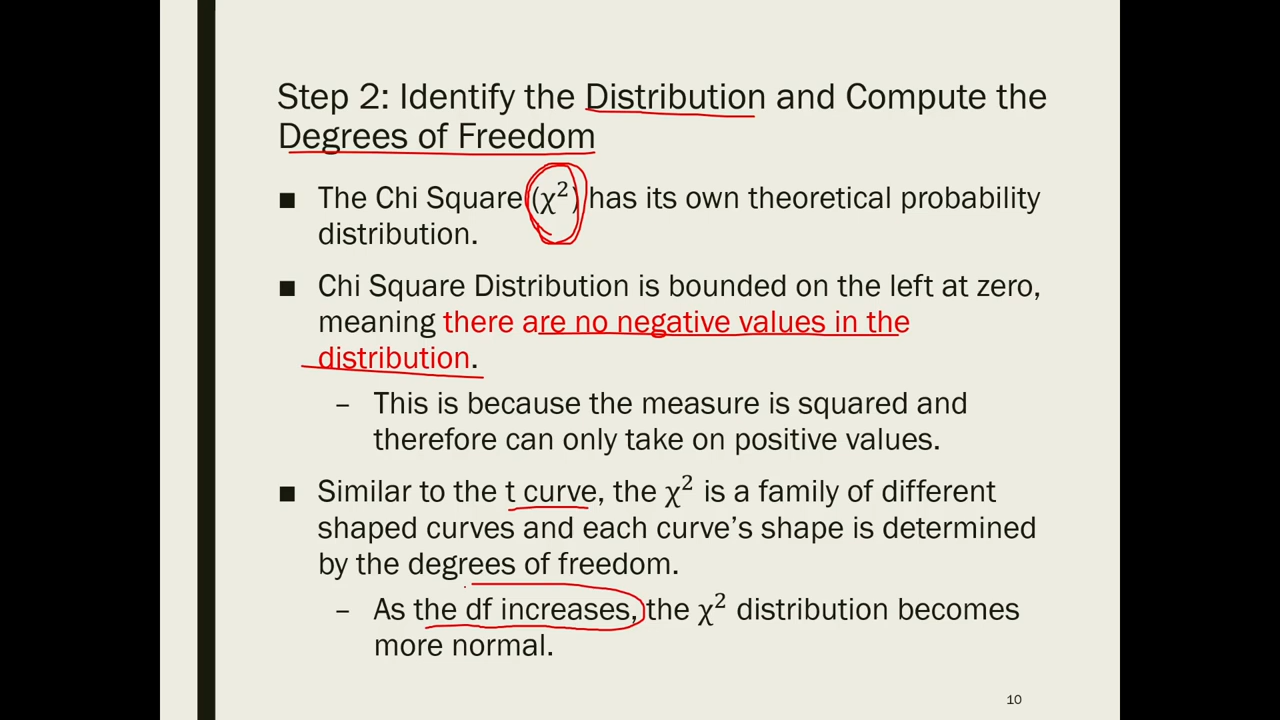 Step 2: Identify the Distribution and Compute the
Degrees of Freedom
■ The Chi Square (χ²) has its own theoretical probability
distribution.
■ Chi Square Distribution is bounded on the left at zero,
meaning there are no negative values in the
distribution.
– This is because the measure is squared and
therefore can only take on positive values.
■ Similar to the t curve, the χ² is a family of different
shaped curves and each curve's shape is determined
by the degrees of freedom.
– As the df increases, the χ² distribution becomes
more normal.
10